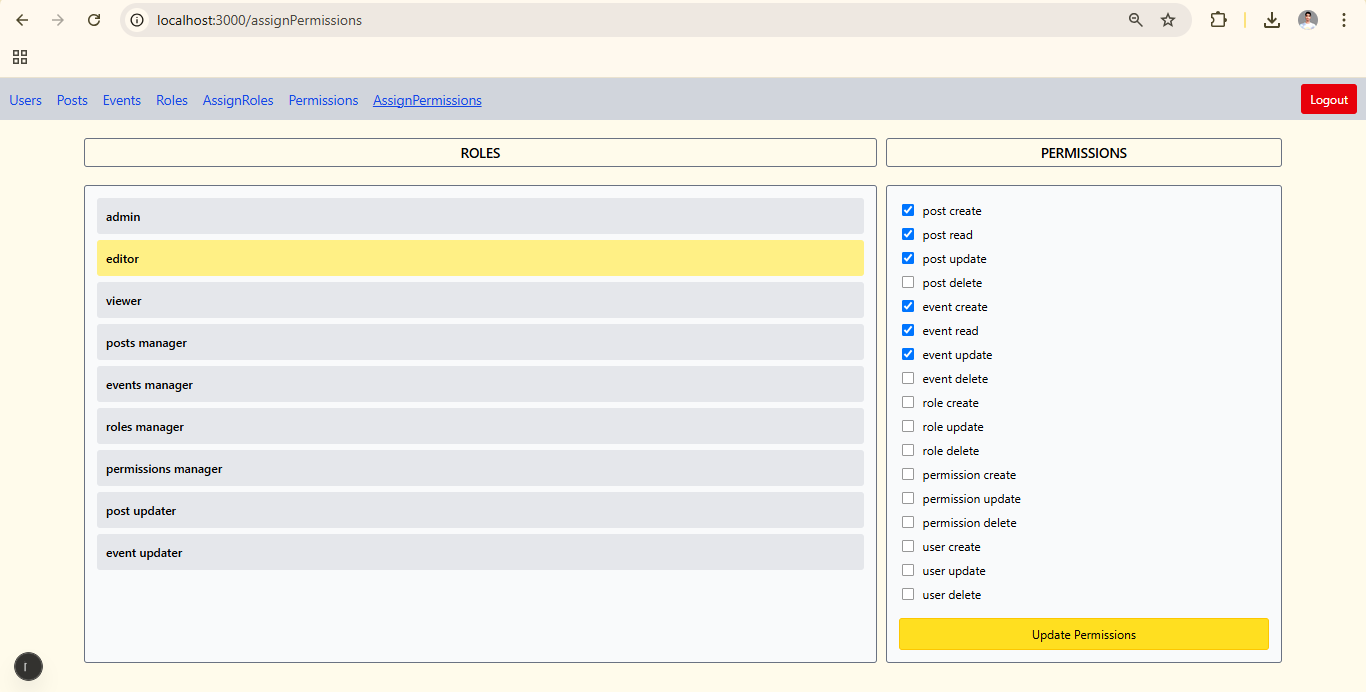 localhost:3000/assignPermissions
Users Posts Events Roles AssignRoles Permissions AssignPermissions Logout
ROLES
admin
editor
viewer
posts manager
events manager
roles manager
permissions manager
post updater
event updater
PERMISSIONS
post create
post read
post update
post delete
event create
event read
event update
event delete
role create
role update
role delete
permission create
permission update
permission delete
user create
user update
user delete
Update Permissions